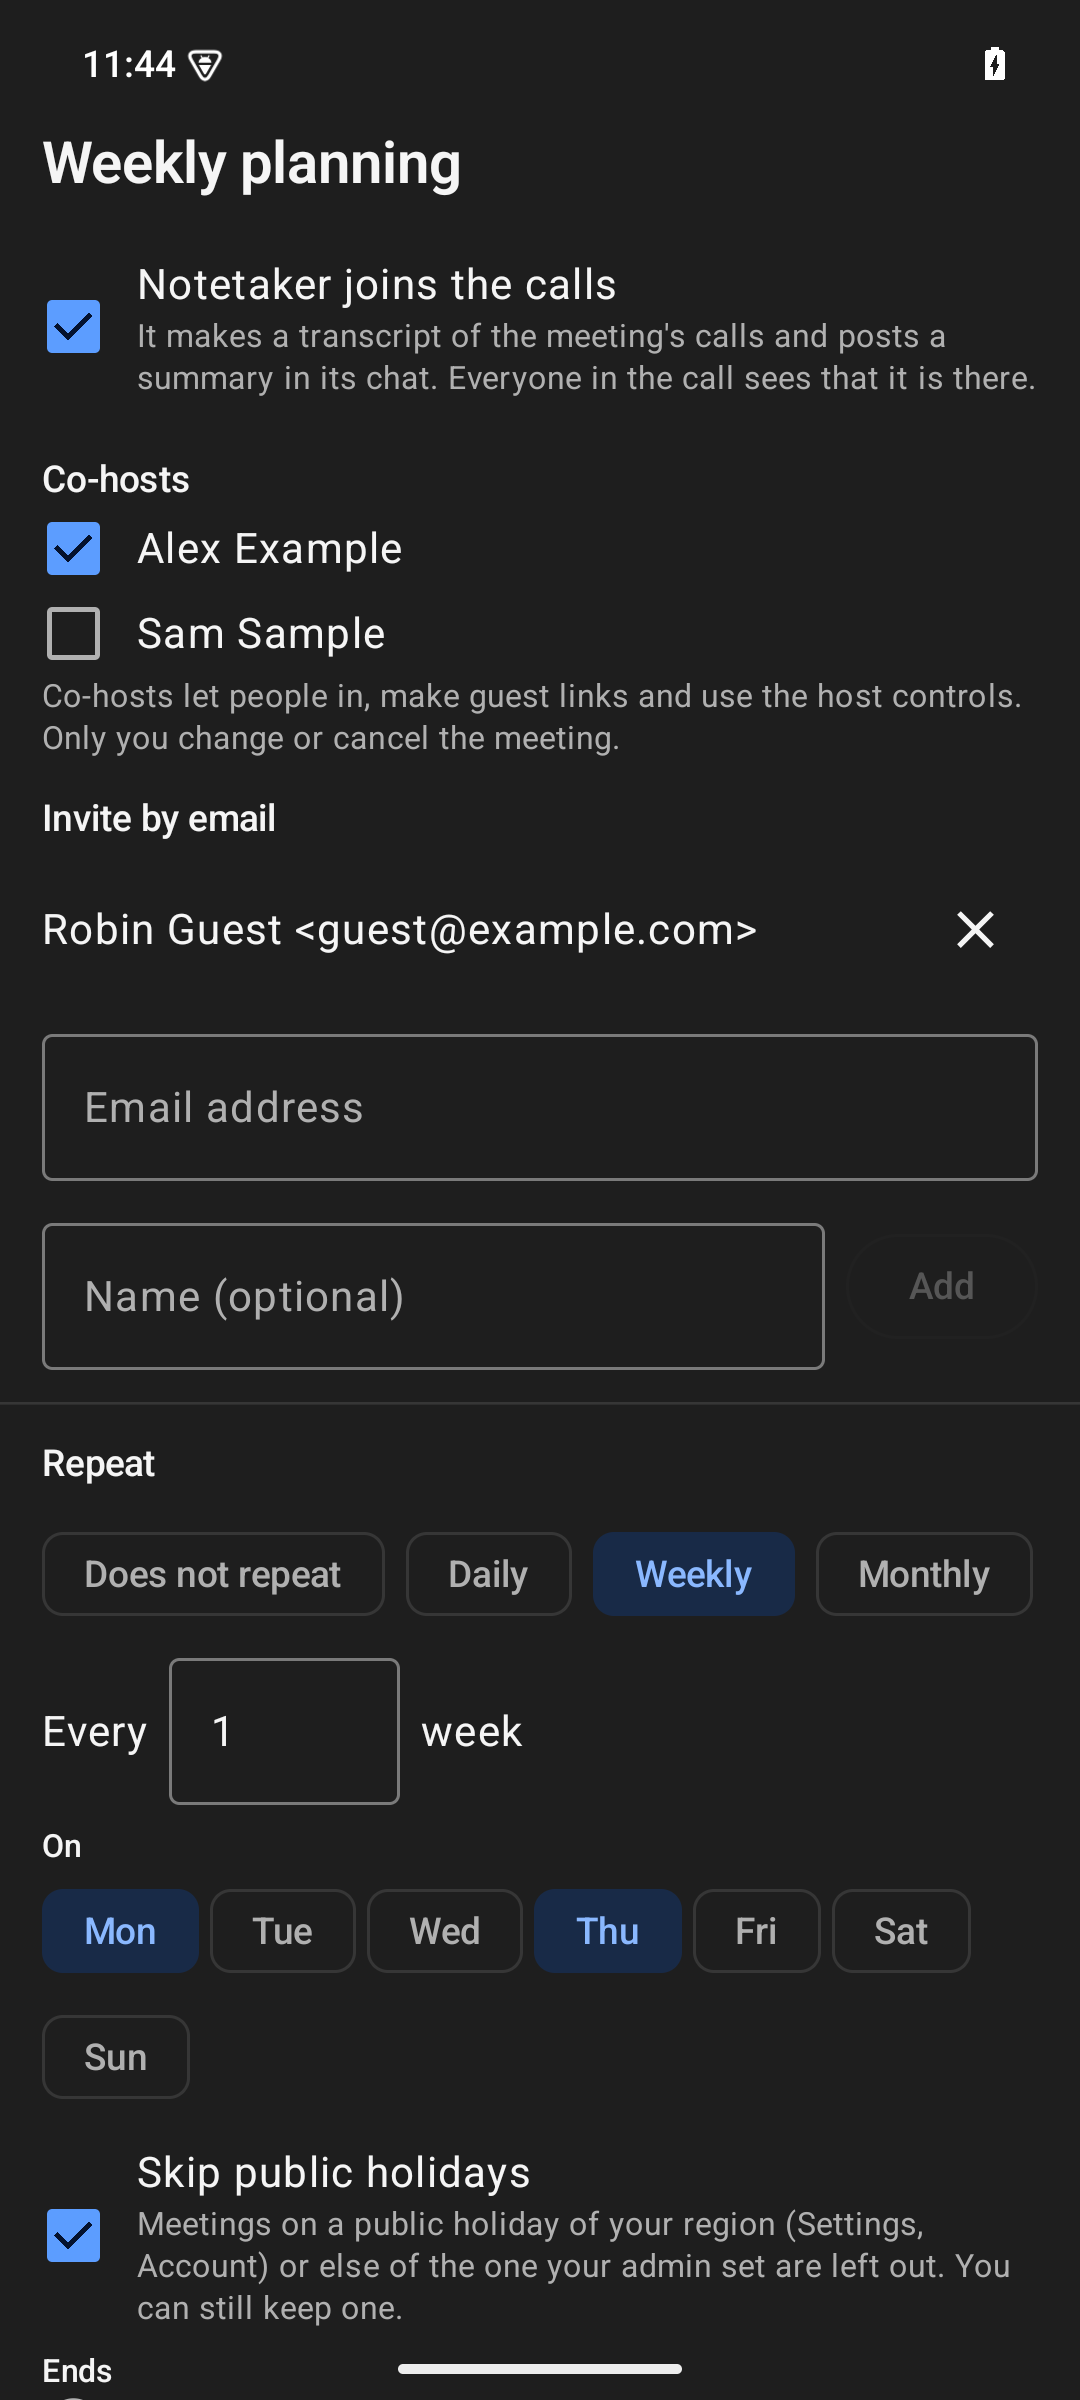 11:44
Weekly planning
Notetaker joins the calls
It makes a transcript of the meeting's calls and posts a
summary in its chat. Everyone in the call sees that it is there.
Co-hosts
Alex Example
Sam Sample
Co-hosts let people in, make guest links and use the host controls.
Only you change or cancel the meeting.
Invite by email
Robin Guest <guest@example.com>
Email address
Name (optional)
Add
Repeat
Does not repeat
Daily
Weekly
Monthly
Every 1 week
On
Mon
Tue
Wed
Thu
Fri
Sat
Sun
Skip public holidays
Meetings on a public holiday of your region (Settings,
Account) or else of the one your admin set are left out. You
can still keep one.
Ends